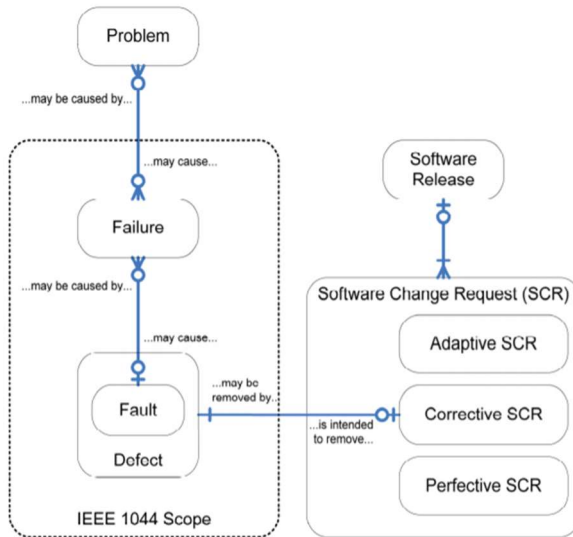 Problem
...may be caused by...
...may cause...
Failure
...may be caused by...
...may cause...
Fault
Defect
IEEE 1044 Scope
...may be
removed by...
...is intended
to remove...
Software
Release
Software Change Request (SCR)
Adaptive SCR
Corrective SCR
Perfective SCR